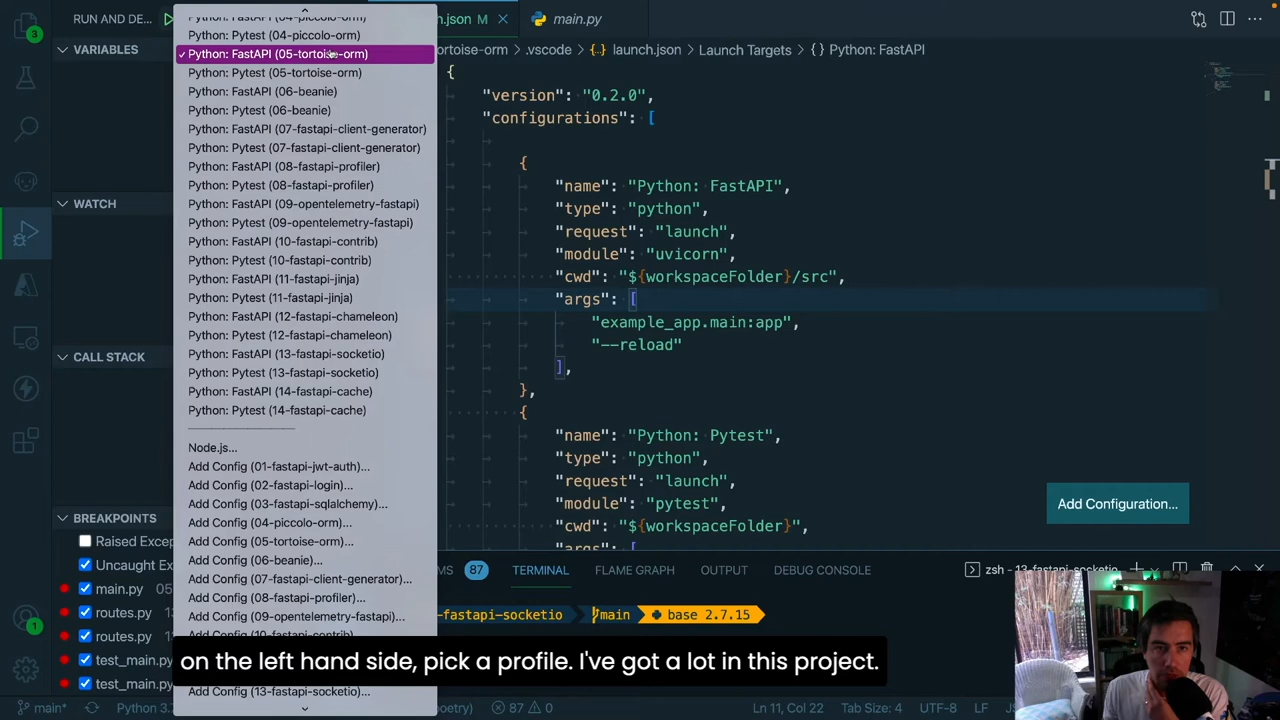 3
RUN AND DE...
VARIABLES
WATCH
CALL STACK
BREAKPOINTS
Raised Excep
Uncaught Ex
main.py 05
routes.py
routes.py 13
test_main.py
test_main.py
1
Python: FastAPI (04-piccolo-orm)
Python: Pytest (04-piccolo-orm)
✓ Python: FastAPI (05-tortoise-orm)
Python: Pytest (05-tortoise-orm)
Python: FastAPI (06-beanie)
Python: Pytest (06-beanie)
Python: FastAPI (07-fastapi-client-generator)
Python: Pytest (07-fastapi-client-generator)
Python: FastAPI (08-fastapi-profiler)
Python: Pytest (08-fastapi-profiler)
Python: FastAPI (09-opentelemetry-fastapi)
Python: Pytest (09-opentelemetry-fastapi)
Python: FastAPI (10-fastapi-contrib)
Python: Pytest (10-fastapi-contrib)
Python: FastAPI (11-fastapi-jinja)
Python: Pytest (11-fastapi-jinja)
Python: FastAPI (12-fastapi-chameleon)
Python: Pytest (12-fastapi-chameleon)
Python: FastAPI (13-fastapi-socketio)
Python: Pytest (13-fastapi-socketio)
Python: FastAPI (14-fastapi-cache)
Python: Pytest (14-fastapi-cache)
Node.js...
Add Config (01-fastapi-jwt-auth)...
Add Config (02-fastapi-login)...
Add Config (03-fastapi-sqlalchemy)...
Add Config (04-piccolo-orm)...
Add Config (05-tortoise-orm)...
Add Config (06-beanie)...
Add Config (07-fastapi-client-generator)...
Add Config (08-fastapi-profiler)...
Add Config (09-opentelemetry-fastapi)...
Add Config (10-fastapi-contrib)
Add Config (13-fastapi-socketio)...
ch.json M
main.py
ortoise-orm > .vscode > {..} launch.json > Launch Targets > {} Python: FastAPI
{
"version": "0.2.0",
"configurations": [
{
"name": "Python: FastAPI",
"type": "python",
"request": "launch",
"module": "uvicorn",
"cwd": "${workspaceFolder}/src",
"args": [
"example_app.main:app",
"--reload"
],
},
{
"name": "Python: Pytest",
"type": "python",
"request": "launch",
"module": "pytest",
"cwd": "${workspaceFolder}",
"args": [
Add Configuration...
MS 87 TERMINAL FLAME GRAPH OUTPUT DEBUG CONSOLE
zsh - 13_fastapi-socketio
-fastapi-socketio main base 2.7.15
on the left hand side, pick a profile. I've got a lot in this project.
main* Python 3.7 poetry) 87 0 Ln 11, Col 22 Tab Size: 4 UTF-8 LF